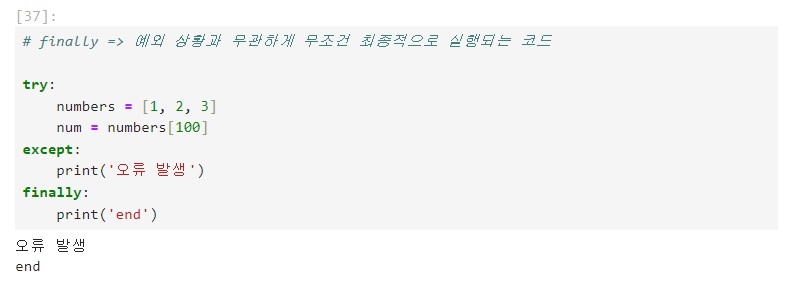 [37]:
# finally => 예외 상황과 무관하게 무조건 최종적으로 실행되는 코드
try:
    numbers = [1, 2, 3]
    num = numbers[100]
except:
    print('오류 발생')
finally:
    print('end')
오류 발생
end